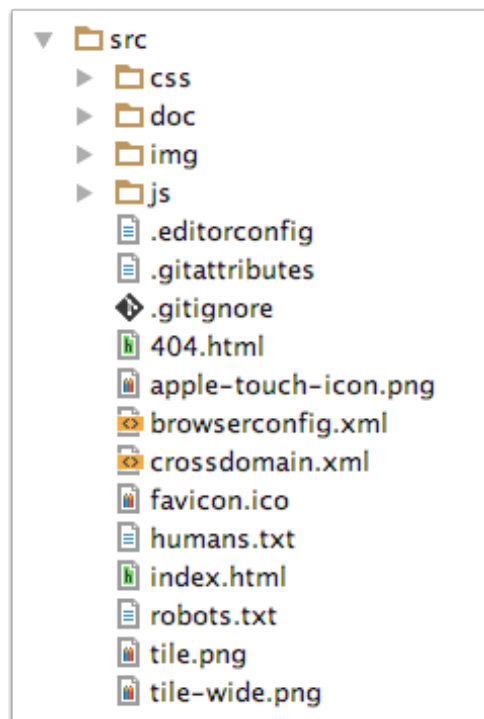 src
css
doc
img
js
.editorconfig
.gitattributes
.gitignore
404.html
apple-touch-icon.png
browserconfig.xml
crossdomain.xml
favicon.ico
humans.txt
index.html
robots.txt
tile.png
tile-wide.png